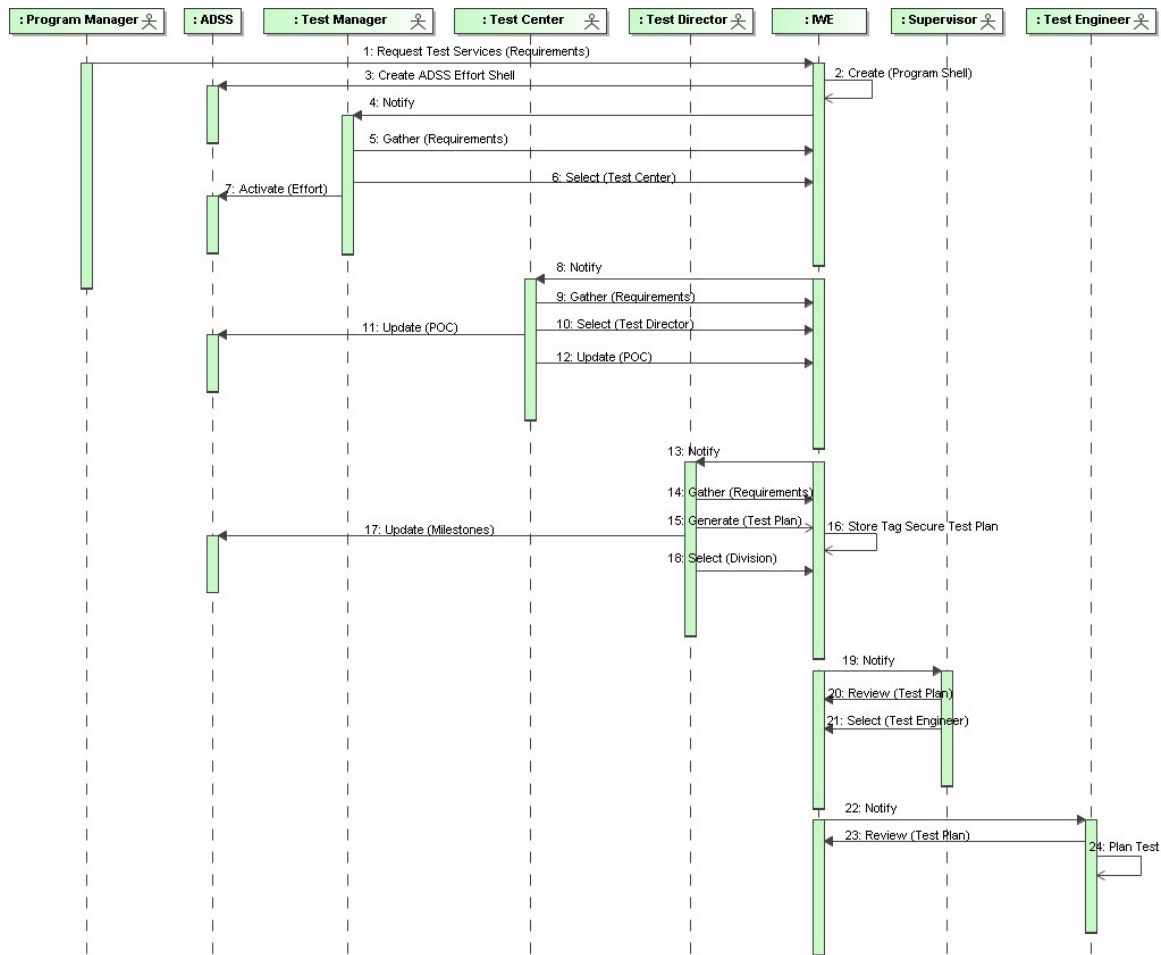 : Program Manager
: ADSS
: Test Manager
: Test Center
: Test Director
: IWE
: Supervisor
: Test Engineer
1: Request Test Services (Requirements)
2: Create (Program Shell)
3: Create ADSS Effort Shell
4: Notify
5: Gather (Requirements)
6: Select (Test Center)
7: Activate (Effort)
8: Notify
9: Gather (Requirements)
10: Select (Test Director)
11: Update (POC)
12: Update (POC)
13: Notify
14: Gather (Requirements)
15: Generate (Test Plan)
16: Store Tag Secure Test Plan
17: Update (Milestones)
18: Select (Division)
19: Notify
20: Review (Test Plan)
21: Select (Test Engineer)
22: Notify
23: Review (Test Plan)
24: Plan Test